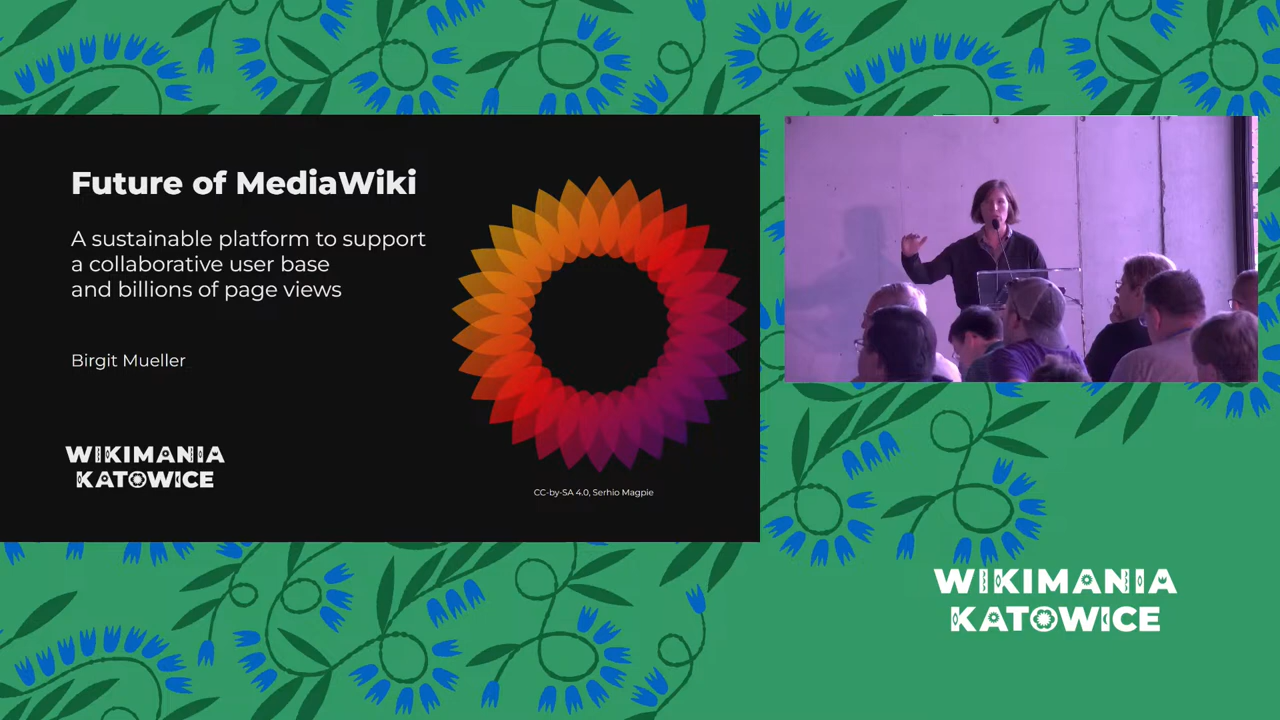 Future of MediaWiki
A sustainable platform to support
a collaborative user base
and billions of page views
Birgit Mueller
WIKIMANIA
KATOWICE
CC-by-SA 4.0, Serhio Magpie
WIKIMANIA
KATOWICE